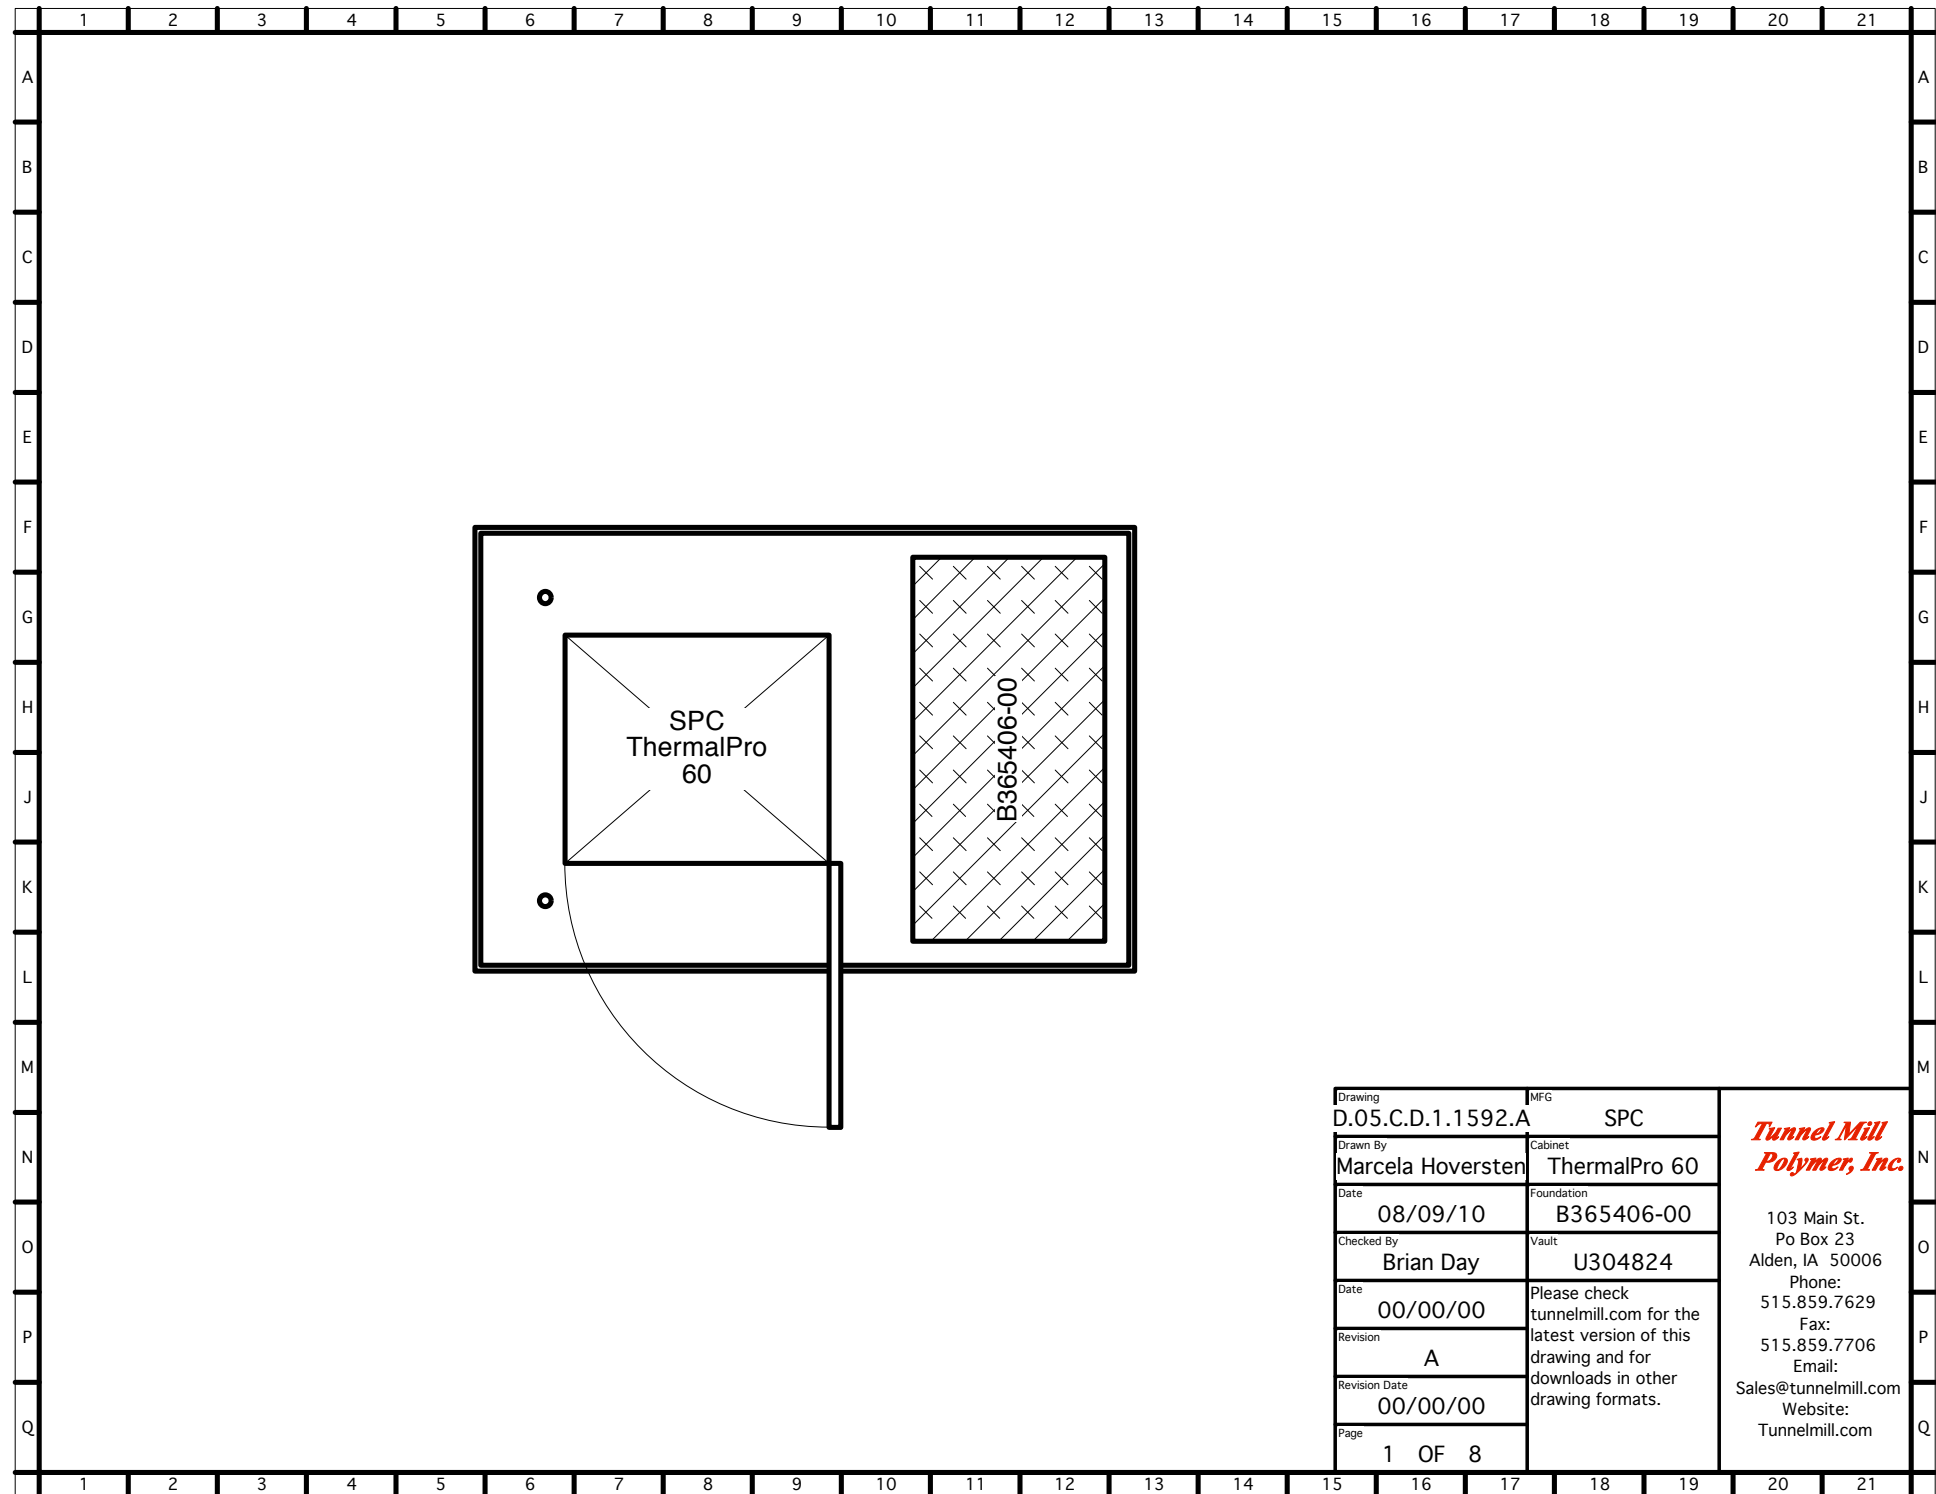 1 2 3 4 5 6 7 8 9 10 11 12 13 14 15 16 17 18 19 20 21
A A
B B
C C
D D
E E
F F
G G
H H
J J
K K
L L
M M
N N
O O
P P
Q Q
SPC
ThermalPro
60
B365406-00
Drawing
D.05.C.D.1.1592.A
MFG
SPC
Drawn By
Marcela Hoversten
Cabinet
ThermalPro 60
Date
08/09/10
Foundation
B365406-00
Checked By
Brian Day
Vault
U304824
Date
00/00/00
Revision
A
Revision Date
00/00/00
Page
1 OF 8
Please check
tunnelmill.com for the
latest version of this
drawing and for
downloads in other
drawing formats.
Tunnel Mill
Polymer, Inc.
103 Main St.
Po Box 23
Alden, IA 50006
Phone:
515.859.7629
Fax:
515.859.7706
Email:
Sales@tunnelmill.com
Website:
Tunnelmill.com
1 2 3 4 5 6 7 8 9 10 11 12 13 14 15 16 17 18 19 20 21